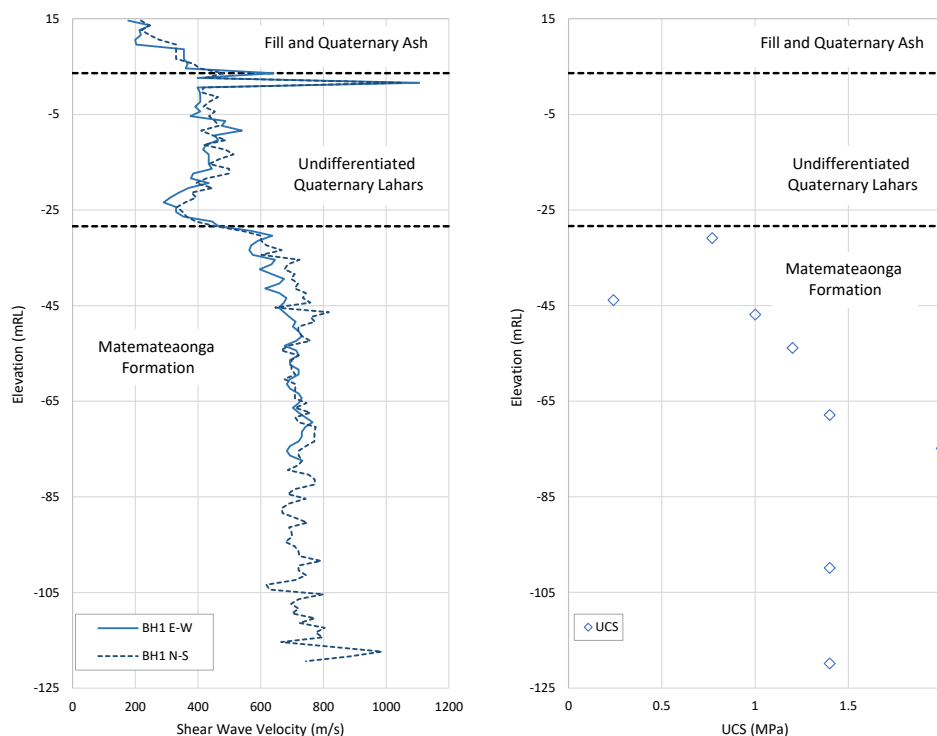 15
-5
-25
-45
-65
-85
-105
-125
Elevation (mRL)
0
200
400
600
800
1000
1200
Shear Wave Velocity (m/s)
Fill and Quaternary Ash
Undifferentiated
Quaternary Lahars
Matemateaonga
Formation
BH1 E-W
BH1 N-S
15
-5
-25
-45
-65
-85
-105
-125
Elevation (mRL)
0
0.5
1
1.5
UCS (MPa)
Fill and Quaternary Ash
Undifferentiated
Quaternary Lahars
Matemateaonga
Formation
UCS